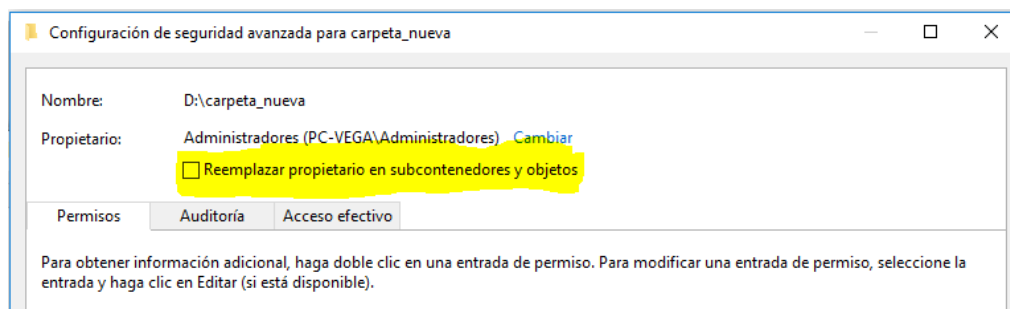 Configuración de seguridad avanzada para carpeta_nueva
Nombre: D:\carpeta_nueva
Propietario: Administradores (PC-VEGA\Administradores) Cambiar
Reemplazar propietario en subcontenedores y objetos
Permisos Auditoría Acceso efectivo
Para obtener información adicional, haga doble clic en una entrada de permiso. Para modificar una entrada de permiso, seleccione la
entrada y haga clic en Editar (si está disponible).